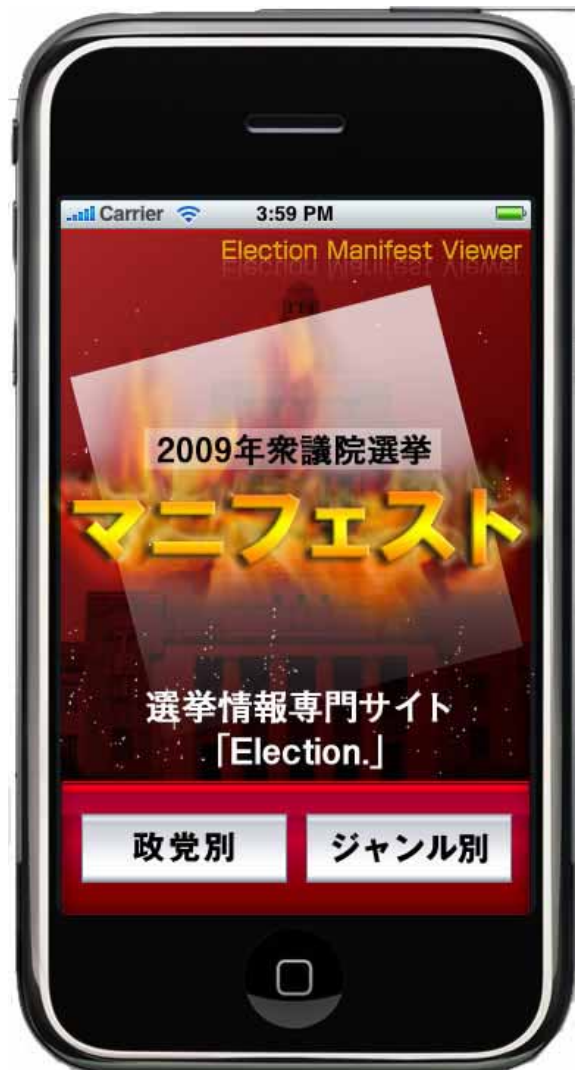 Carrier 3:59 PM
Election Manifest Viewer
2009年衆議院選挙
マニフェスト
選挙情報専門サイト
「Election.」
政党別 ジャンル別